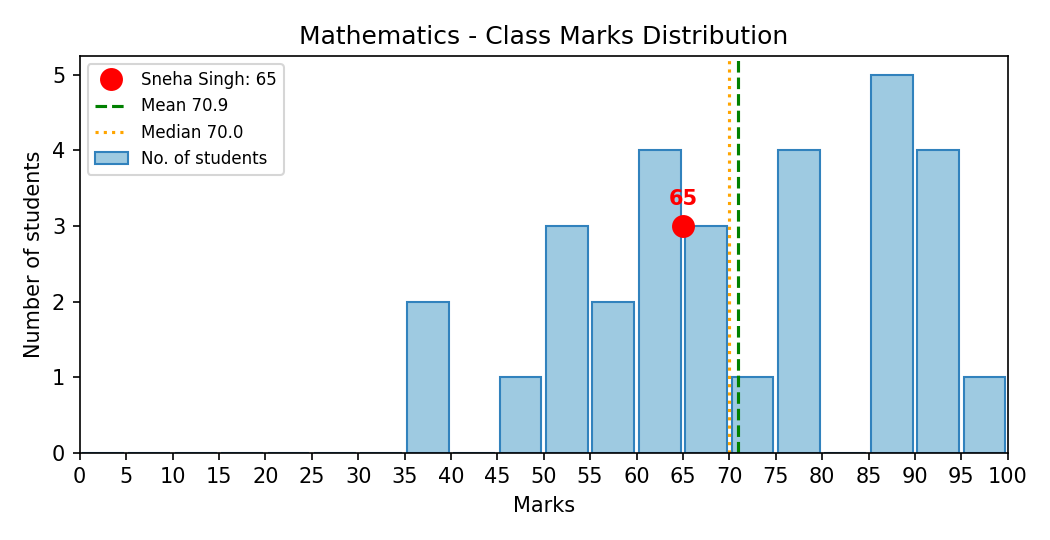 Mathematics - Class Marks Distribution
Sneha Singh: 65
Mean 70.9
Median 70.0
No. of students
Number of students
5
4
3
2
1
0
65
0 5 10 15 20 25 30 35 40 45 50 55 60 65 70 75 80 85 90 95 100
Marks